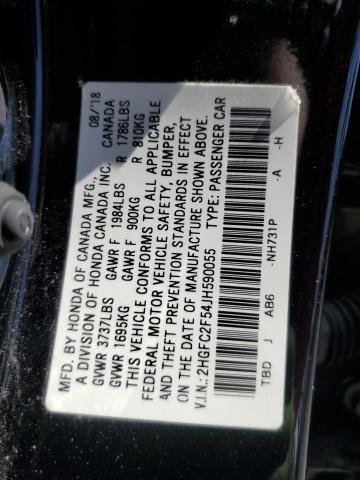 MFD. BY HONDA OF CANADA MFG., 08/'18
A DIVISION OF HONDA CANADA INC. CANADA
GVWR 3737LBS GAWR F 1984LBS R 1786LBS
GVWR 1695KG GAWR F 900KG R 810KG
THIS VEHICLE CONFORMS TO ALL APPLICABLE
FEDERAL MOTOR VEHICLE SAFETY, BUMPER,
AND THEFT PREVENTION STANDARDS IN EFFECT
ON THE DATE OF MANUFACTURE SHOWN ABOVE.
V.I.N.: 2HGFC2F54JH590055 TYPE: PASSENGER CAR
TBD J AB6 -NH731P -A -H